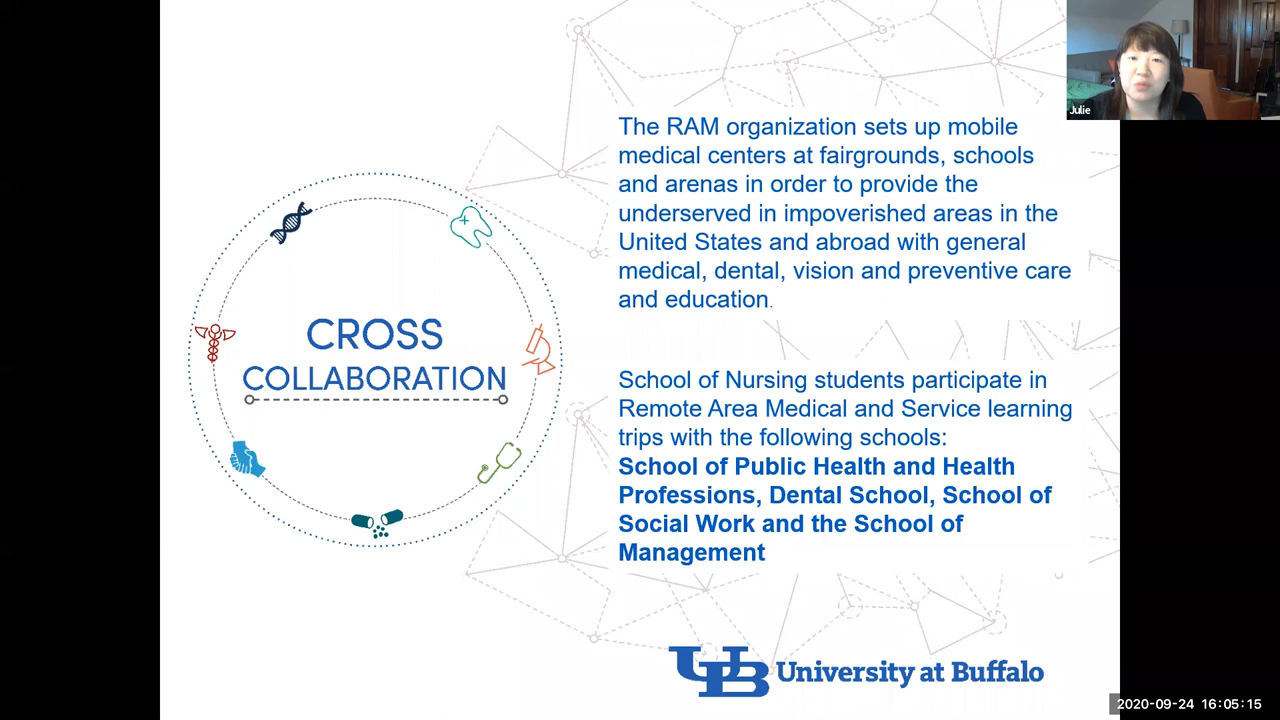 Julie
The RAM organization sets up mobile
medical centers at fairgrounds, schools
and arenas in order to provide the
underserved in impoverished areas in the
United States and abroad with general
medical, dental, vision and preventive care
and education.
CROSS
COLLABORATION
School of Nursing students participate in
Remote Area Medical and Service learning
trips with the following schools:
School of Public Health and Health
Professions, Dental School, School of
Social Work and the School of
Management
UB University at Buffalo
2020-09-24 16:05:15